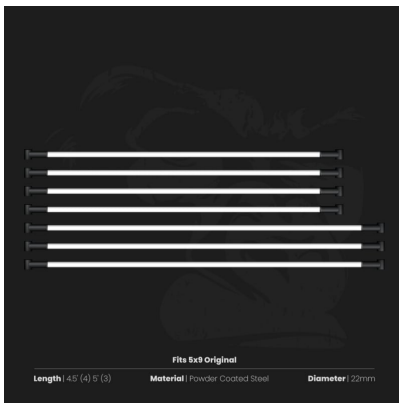 Fits 5x9 Original
Length | 4.5' (4) 5' (3) Material | Powder Coated Steel Diameter | 22mm